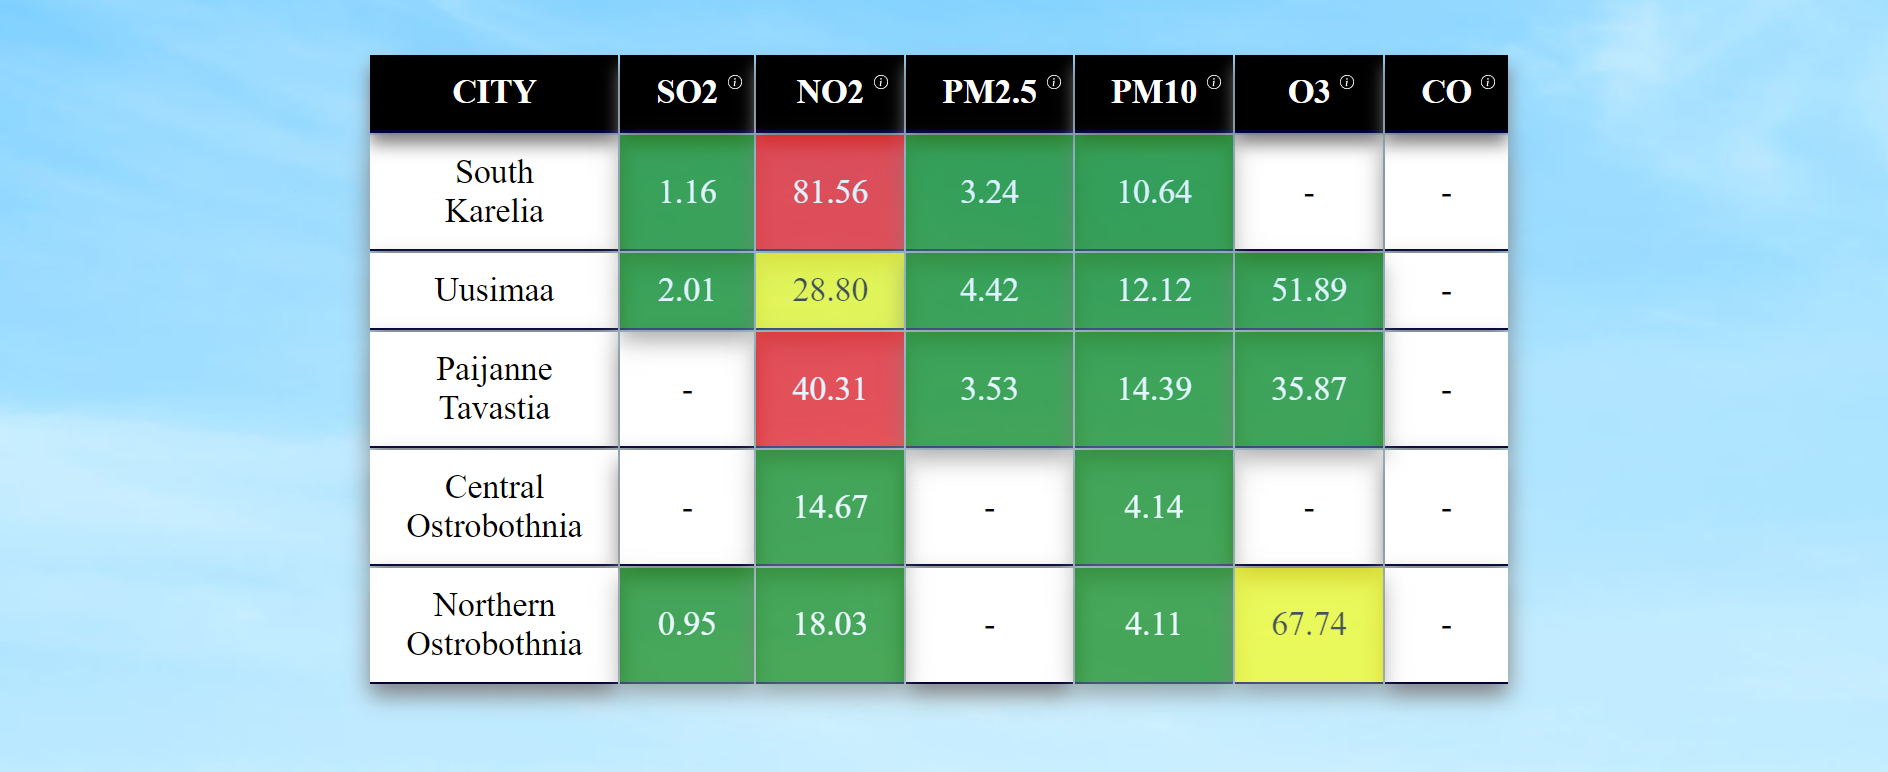 CITY SO2 NO2 PM2.5 PM10 O3 CO
South
Karelia
1.16 81.56 3.24 10.64 - -
Uusimaa 2.01 28.80 4.42 12.12 51.89 -
Paijanne
Tavastia
- 40.31 3.53 14.39 35.87 -
Central
Ostrobothnia
- 14.67 - 4.14 - -
Northern
Ostrobothnia
0.95 18.03 - 4.11 67.74 -